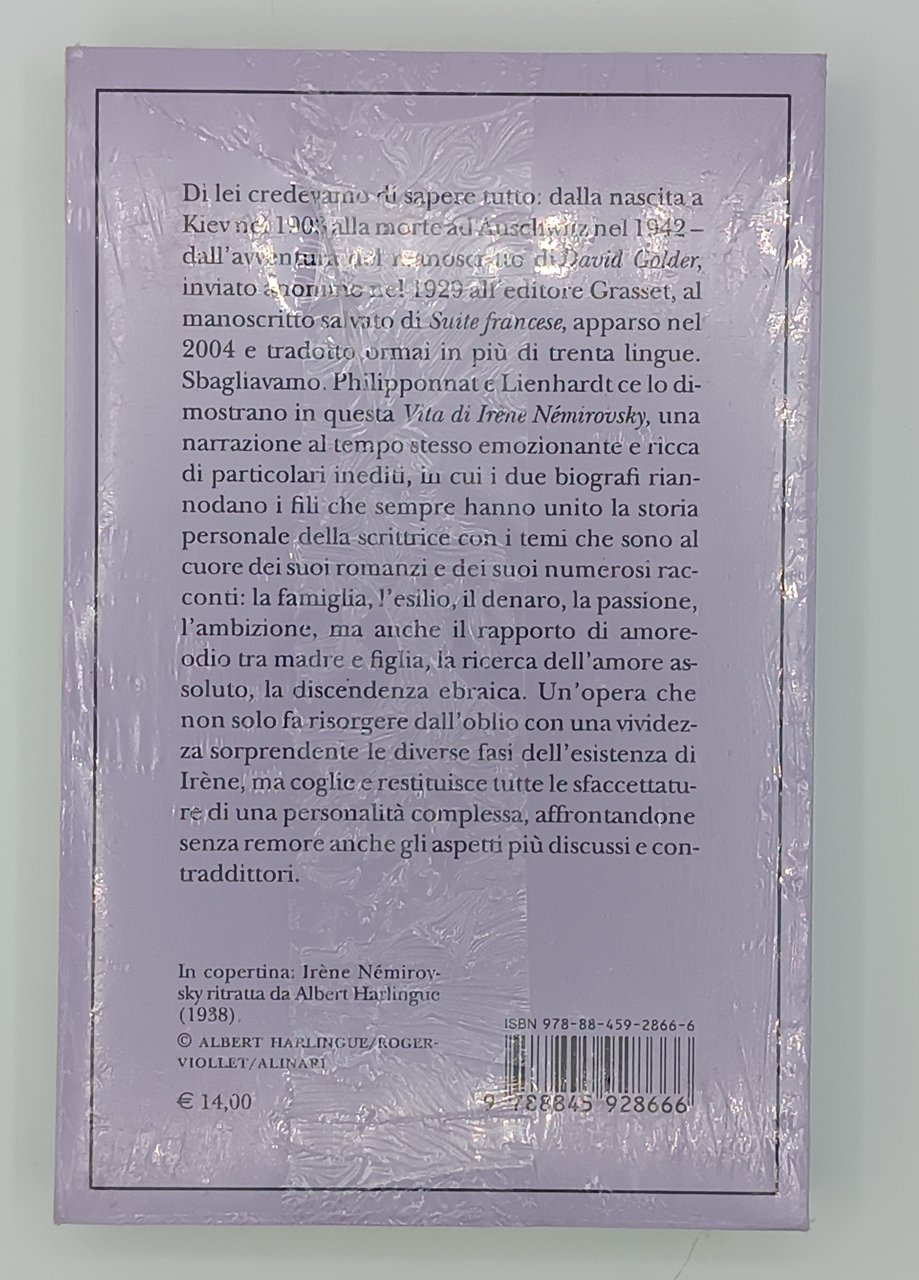 Di lei credevamo di sapere tutto: dalla nascita a
Kiev nel 1903 alla morte ad Auschwitz nel 1942 –
dall'avventura del manoscritto di David Golder,
inviato anonimo nel 1929 all'editore Grasset, al
manoscritto salvato di Suite francese, apparso nel
2004 e tradotto ormai in più di trenta lingue.
Sbagliavamo. Philipponnat e Lienhardt ce lo di-
mostrano in questa Vita di Irène Némirovsky, una
narrazione al tempo stesso emozionante e ricca
di particolari inediti, in cui i due biografi rian-
nodano i fili che sempre hanno unito la storia
personale della scrittrice con i temi che sono al
cuore dei suoi romanzi e dei suoi numerosi rac-
conti: la famiglia, l'esilio, il denaro, la passione,
l'ambizione, ma anche il rapporto di amore-
odio tra madre e figlia, la ricerca dell'amore as-
soluto, la discendenza ebraica. Un'opera che
non solo fa risorgere dall'oblio con una vividez-
za sorprendente le diverse fasi dell'esistenza di
Irène, ma coglie e restituisce tutte le sfaccettatu-
re di una personalità complessa, affrontandone
senza remore anche gli aspetti più discussi e con-
traddittori.
In copertina: Irène Némirov-
sky ritratta da Albert Harlingue
(1938).
© ALBERT HARLINGUE/ROGER-
VIOLLET/ALINARI
€ 14,00
ISBN 978-88-459-2866-6
9 788845 928666